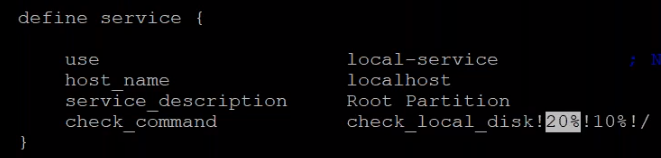 define service {
use local-service ; N
host_name localhost
service_description Root Partition
check_command check_local_disk!20%!10%!/
}